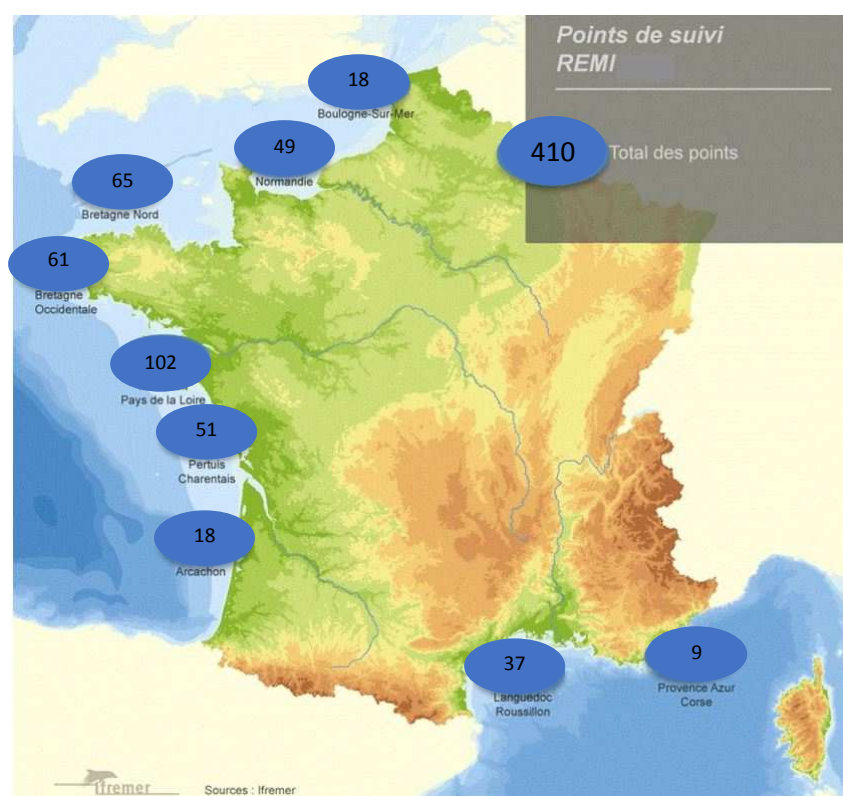 Points de suivi
REMI
410
Total des points
18
Boulogne-Sur-Mer
49
Normandie
65
Bretagne Nord
61
Bretagne
Occidentale
102
Pays de la Loire
51
Pertuis
Charentais
18
Arcachon
37
Languedoc
Roussillon
9
Provence Azur
Corse
ifremer
Sources : Ifremer